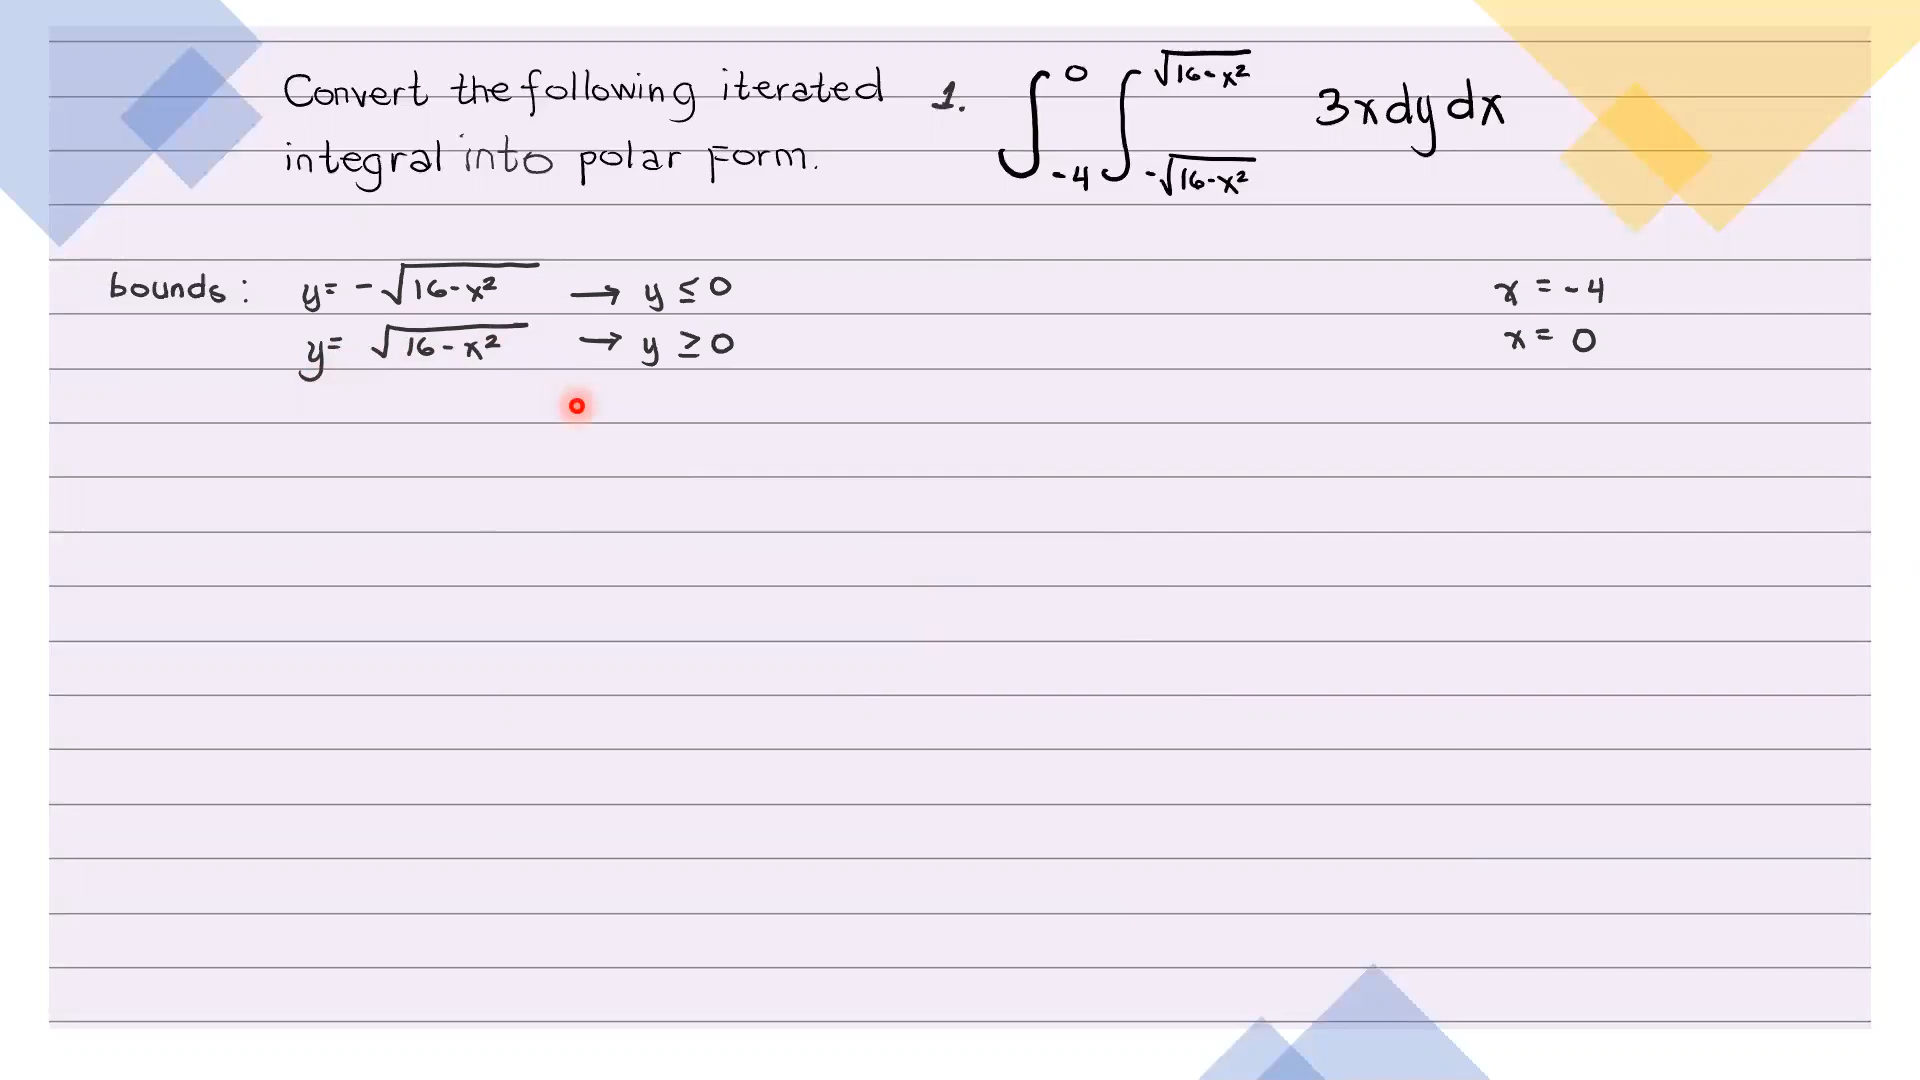 Convert the following iterated
integral into polar form.
1. ∫_{-4}^{0} ∫_{-√(16-x²)}^{√(16-x²)} 3x dy dx
bounds: y = -√(16-x²) → y ≤ 0
y = √(16-x²) → y ≥ 0
x = -4
x = 0